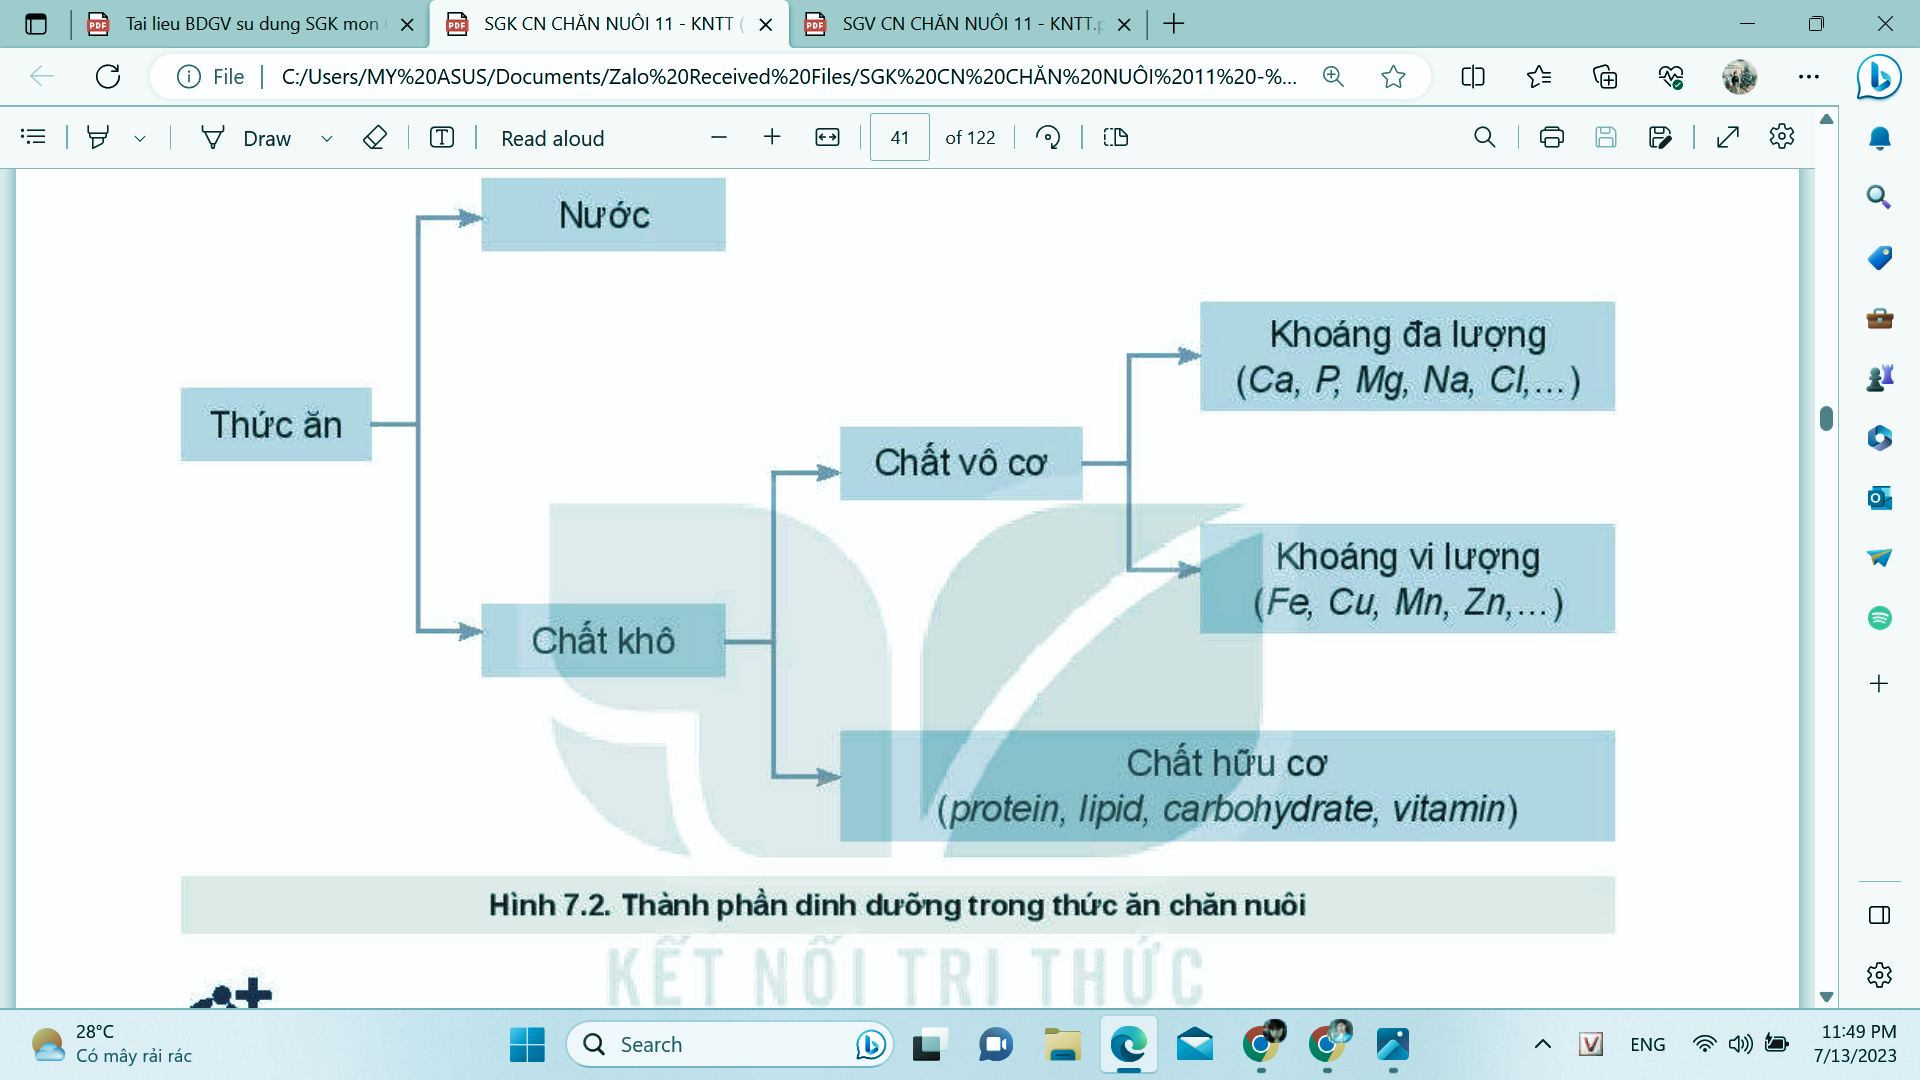 Tai lieu BDGV su dung SGK mon
SGK CN CHĂN NUÔI 11 - KNTT (
SGV CN CHĂN NUÔI 11 - KNTT.p
File
C:/Users/MY%20ASUS/Documents/Zalo%20Received%20Files/SGK%20CN%20CHĂN%20NUÔI%2011%20-%...
Draw
Read aloud
41
of 122
Nước
Khoáng đa lượng
(Ca, P, Mg, Na, Cl,...)
Thức ăn
Chất vô cơ
Khoáng vi lượng
(Fe, Cu, Mn, Zn,...)
Chất khô
Chất hữu cơ
(protein, lipid, carbohydrate, vitamin)
Hình 7.2. Thành phần dinh dưỡng trong thức ăn chăn nuôi
KẾT NỐI TRI THỨC
28°C
Có mây rải rác
Search
ENG
11:49 PM
7/13/2023